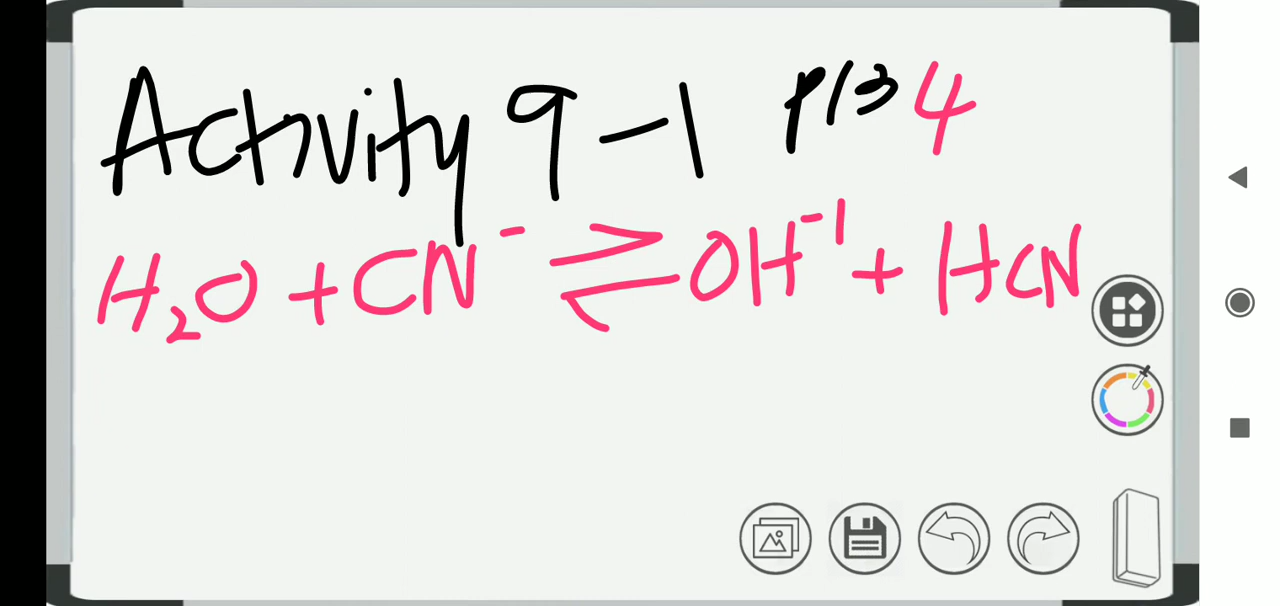 Activity 9-1 p134
H₂O + CN⁻ ⇌ OH⁻¹ + HCN